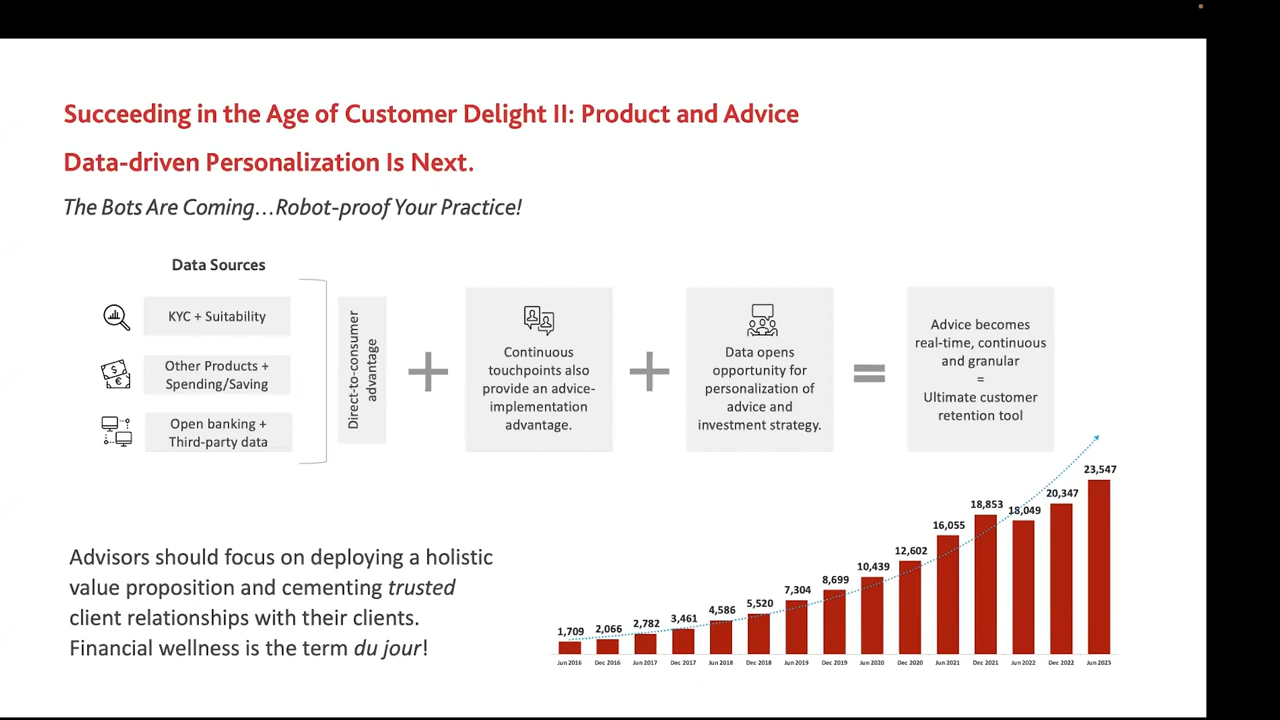 Succeeding in the Age of Customer Delight II: Product and Advice
Data-driven Personalization Is Next.
The Bots Are Coming…Robot-proof Your Practice!
Data Sources
KYC + Suitability
Other Products +
Spending/Saving
Open banking +
Third-party data
Direct-to-consumer
advantage
+
Continuous
touchpoints also
provide an advice-
implementation
advantage.
+
Data opens
opportunity for
personalization of
advice and
investment strategy.
=
Advice becomes
real-time, continuous
and granular
=
Ultimate customer
retention tool
Advisors should focus on deploying a holistic
value proposition and cementing trusted
client relationships with their clients.
Financial wellness is the term du jour!
1,709
2,066
2,782
3,461
4,586
5,520
7,304
8,699
10,439
12,602
16,055
18,853
18,049
20,347
23,547
Jun 2016
Dec 2016
Jun 2017
Dec 2017
Jun 2018
Dec 2018
Jun 2019
Dec 2019
Jun 2020
Dec 2020
Jun 2021
Dec 2021
Jun 2022
Dec 2022
Jun 2023